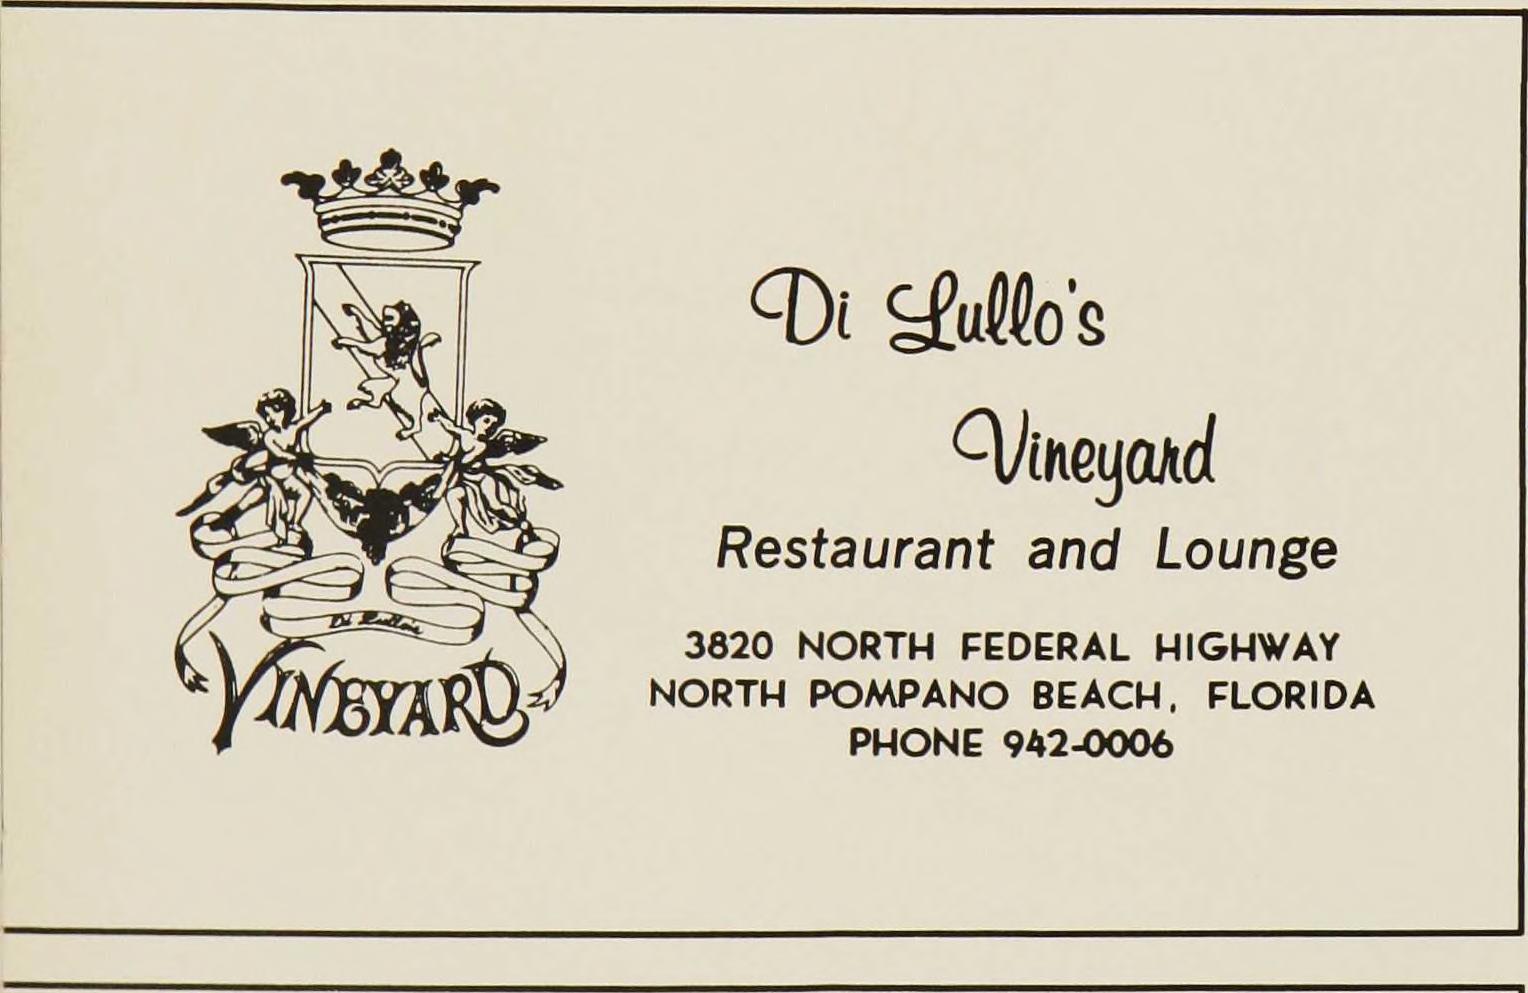 Di Lullo's
VINEYARD
Di Lullo's
Vineyard
Restaurant and Lounge
3820 NORTH FEDERAL HIGHWAY
NORTH POMPANO BEACH, FLORIDA
PHONE 942-0006